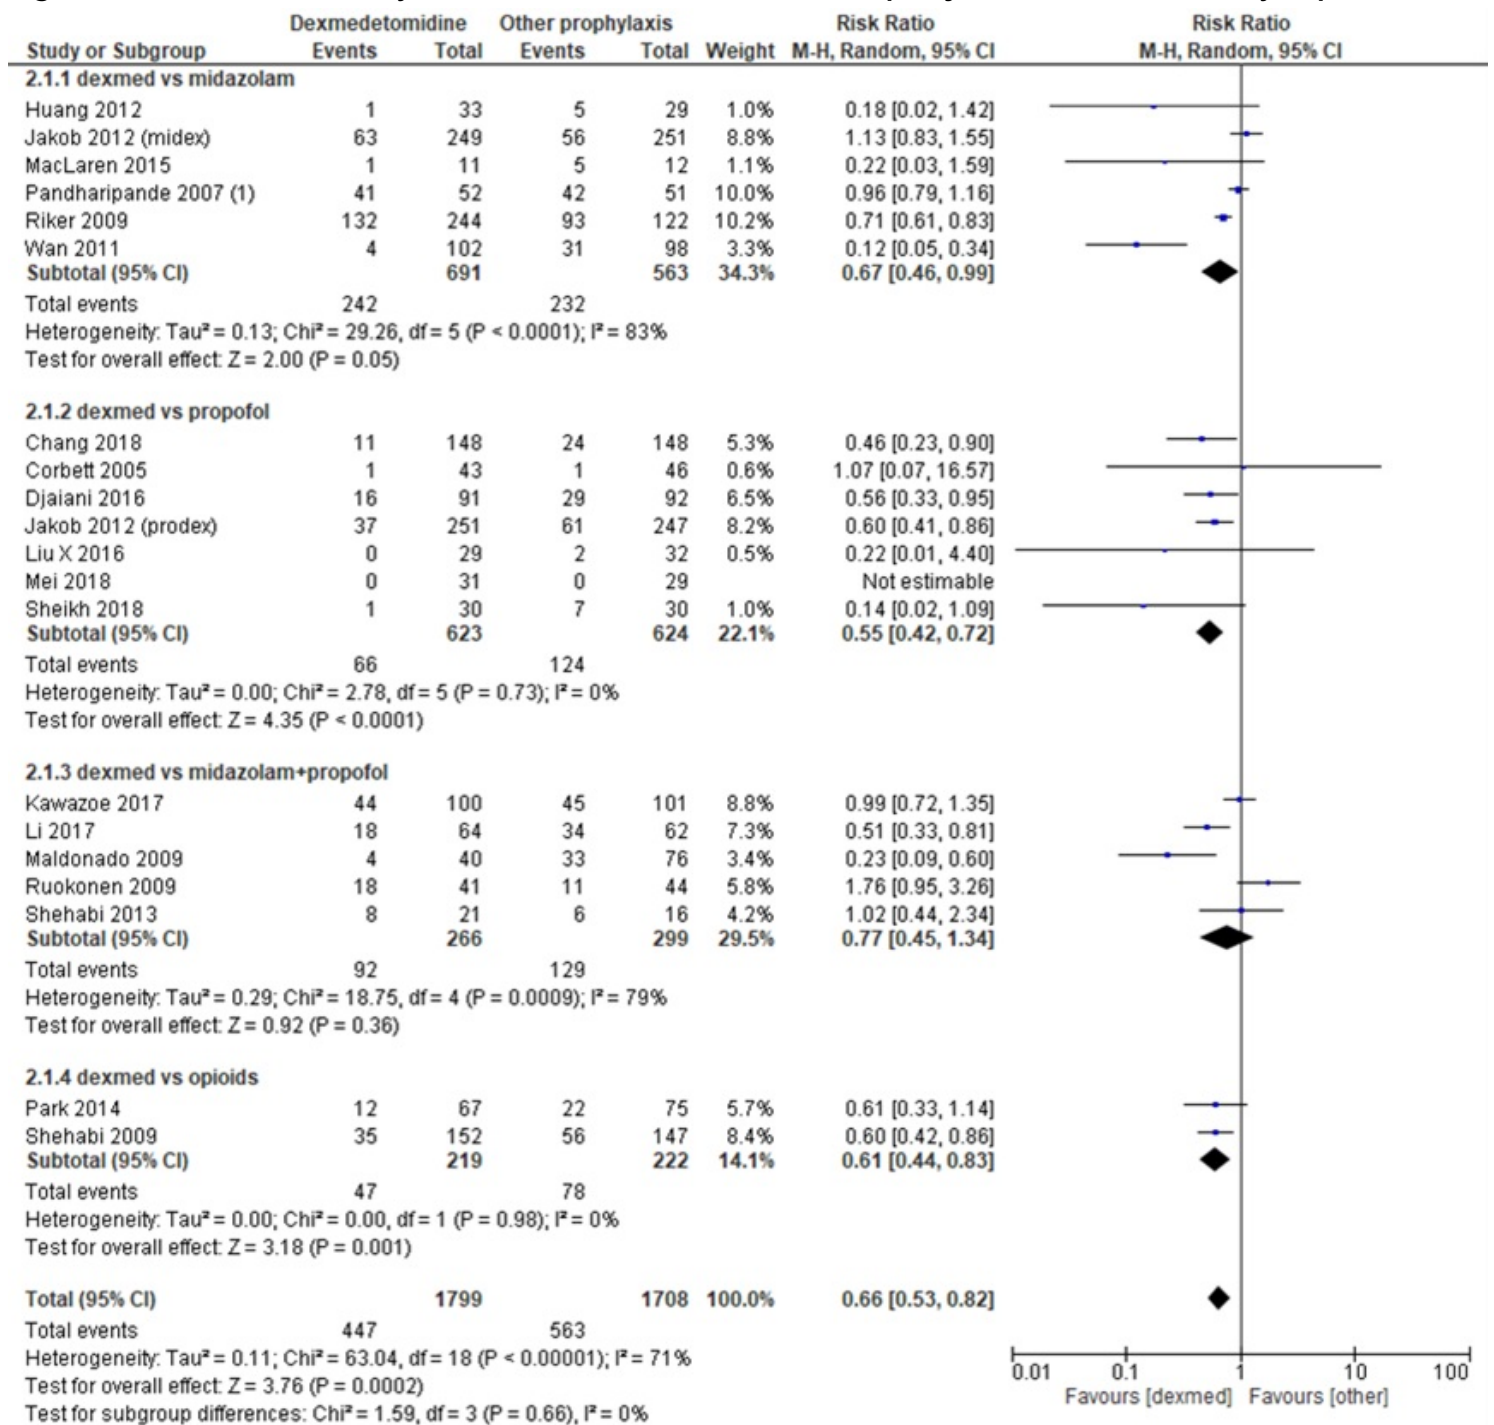 Dexmedetomidine Other prophylaxis Risk Ratio Risk Ratio
Study or Subgroup Events Total Events Total Weight M-H, Random, 95% CI M-H, Random, 95% CI
2.1.1 dexmed vs midazolam
Huang 2012 1 33 5 29 1.0% 0.18 [0.02, 1.42]
Jakob 2012 (midex) 63 249 56 251 8.8% 1.13 [0.83, 1.55]
MacLaren 2015 1 11 5 12 1.1% 0.22 [0.03, 1.59]
Pandharipande 2007 (1) 41 52 42 51 10.0% 0.96 [0.79, 1.16]
Riker 2009 132 244 93 122 10.2% 0.71 [0.61, 0.83]
Wan 2011 4 102 31 98 3.3% 0.12 [0.05, 0.34]
Subtotal (95% CI) 691 563 34.3% 0.67 [0.46, 0.99]
Total events 242 232
Heterogeneity: Tau² = 0.13; Chi² = 29.26, df = 5 (P < 0.0001); I² = 83%
Test for overall effect: Z = 2.00 (P = 0.05)
2.1.2 dexmed vs propofol
Chang 2018 11 148 24 148 5.3% 0.46 [0.23, 0.90]
Corbett 2005 1 43 1 46 0.6% 1.07 [0.07, 16.57]
Djaiani 2016 16 91 29 92 6.5% 0.56 [0.33, 0.95]
Jakob 2012 (prodex) 37 251 61 247 8.2% 0.60 [0.41, 0.86]
Liu X 2016 0 29 2 32 0.5% 0.22 [0.01, 4.40]
Mei 2018 0 31 0 29 Not estimable
Sheikh 2018 1 30 7 30 1.0% 0.14 [0.02, 1.09]
Subtotal (95% CI) 623 624 22.1% 0.55 [0.42, 0.72]
Total events 66 124
Heterogeneity: Tau² = 0.00; Chi² = 2.78, df = 5 (P = 0.73); I² = 0%
Test for overall effect: Z = 4.35 (P < 0.0001)
2.1.3 dexmed vs midazolam+propofol
Kawazoe 2017 44 100 45 101 8.8% 0.99 [0.72, 1.35]
Li 2017 18 64 34 62 7.3% 0.51 [0.33, 0.81]
Maldonado 2009 4 40 33 76 3.4% 0.23 [0.09, 0.60]
Ruokonen 2009 18 41 11 44 5.8% 1.76 [0.95, 3.26]
Shehabi 2013 8 21 6 16 4.2% 1.02 [0.44, 2.34]
Subtotal (95% CI) 266 299 29.5% 0.77 [0.45, 1.34]
Total events 92 129
Heterogeneity: Tau² = 0.29; Chi² = 18.75, df = 4 (P = 0.0009); I² = 79%
Test for overall effect: Z = 0.92 (P = 0.36)
2.1.4 dexmed vs opioids
Park 2014 12 67 22 75 5.7% 0.61 [0.33, 1.14]
Shehabi 2009 35 152 56 147 8.4% 0.60 [0.42, 0.86]
Subtotal (95% CI) 219 222 14.1% 0.61 [0.44, 0.83]
Total events 47 78
Heterogeneity: Tau² = 0.00; Chi² = 0.00, df = 1 (P = 0.98); I² = 0%
Test for overall effect: Z = 3.18 (P = 0.001)
Total (95% CI) 1799 1708 100.0% 0.66 [0.53, 0.82]
Total events 447 563
Heterogeneity: Tau² = 0.11; Chi² = 63.04, df = 18 (P < 0.00001); I² = 71%
0.01 0.1 1 10 100
Test for overall effect: Z = 3.76 (P = 0.0002)
Favours [dexmed] Favours [other]
Test for subgroup differences: Chi² = 1.59, df = 3 (P = 0.66), I² = 0%